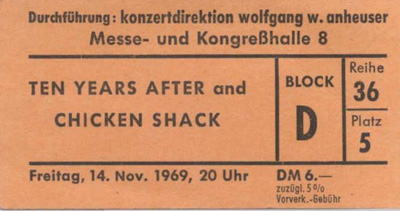 Durchführung: konzertdirektion wolfgang w. anheuser
Messe- und Kongreßhalle 8
TEN YEARS AFTER and
CHICKEN SHACK
BLOCK
D
Reihe
36
Platz
5
Freitag, 14. Nov. 1969, 20 Uhr
DM 6.—
zuzügl. 5%
Vorverk.-Gebühr